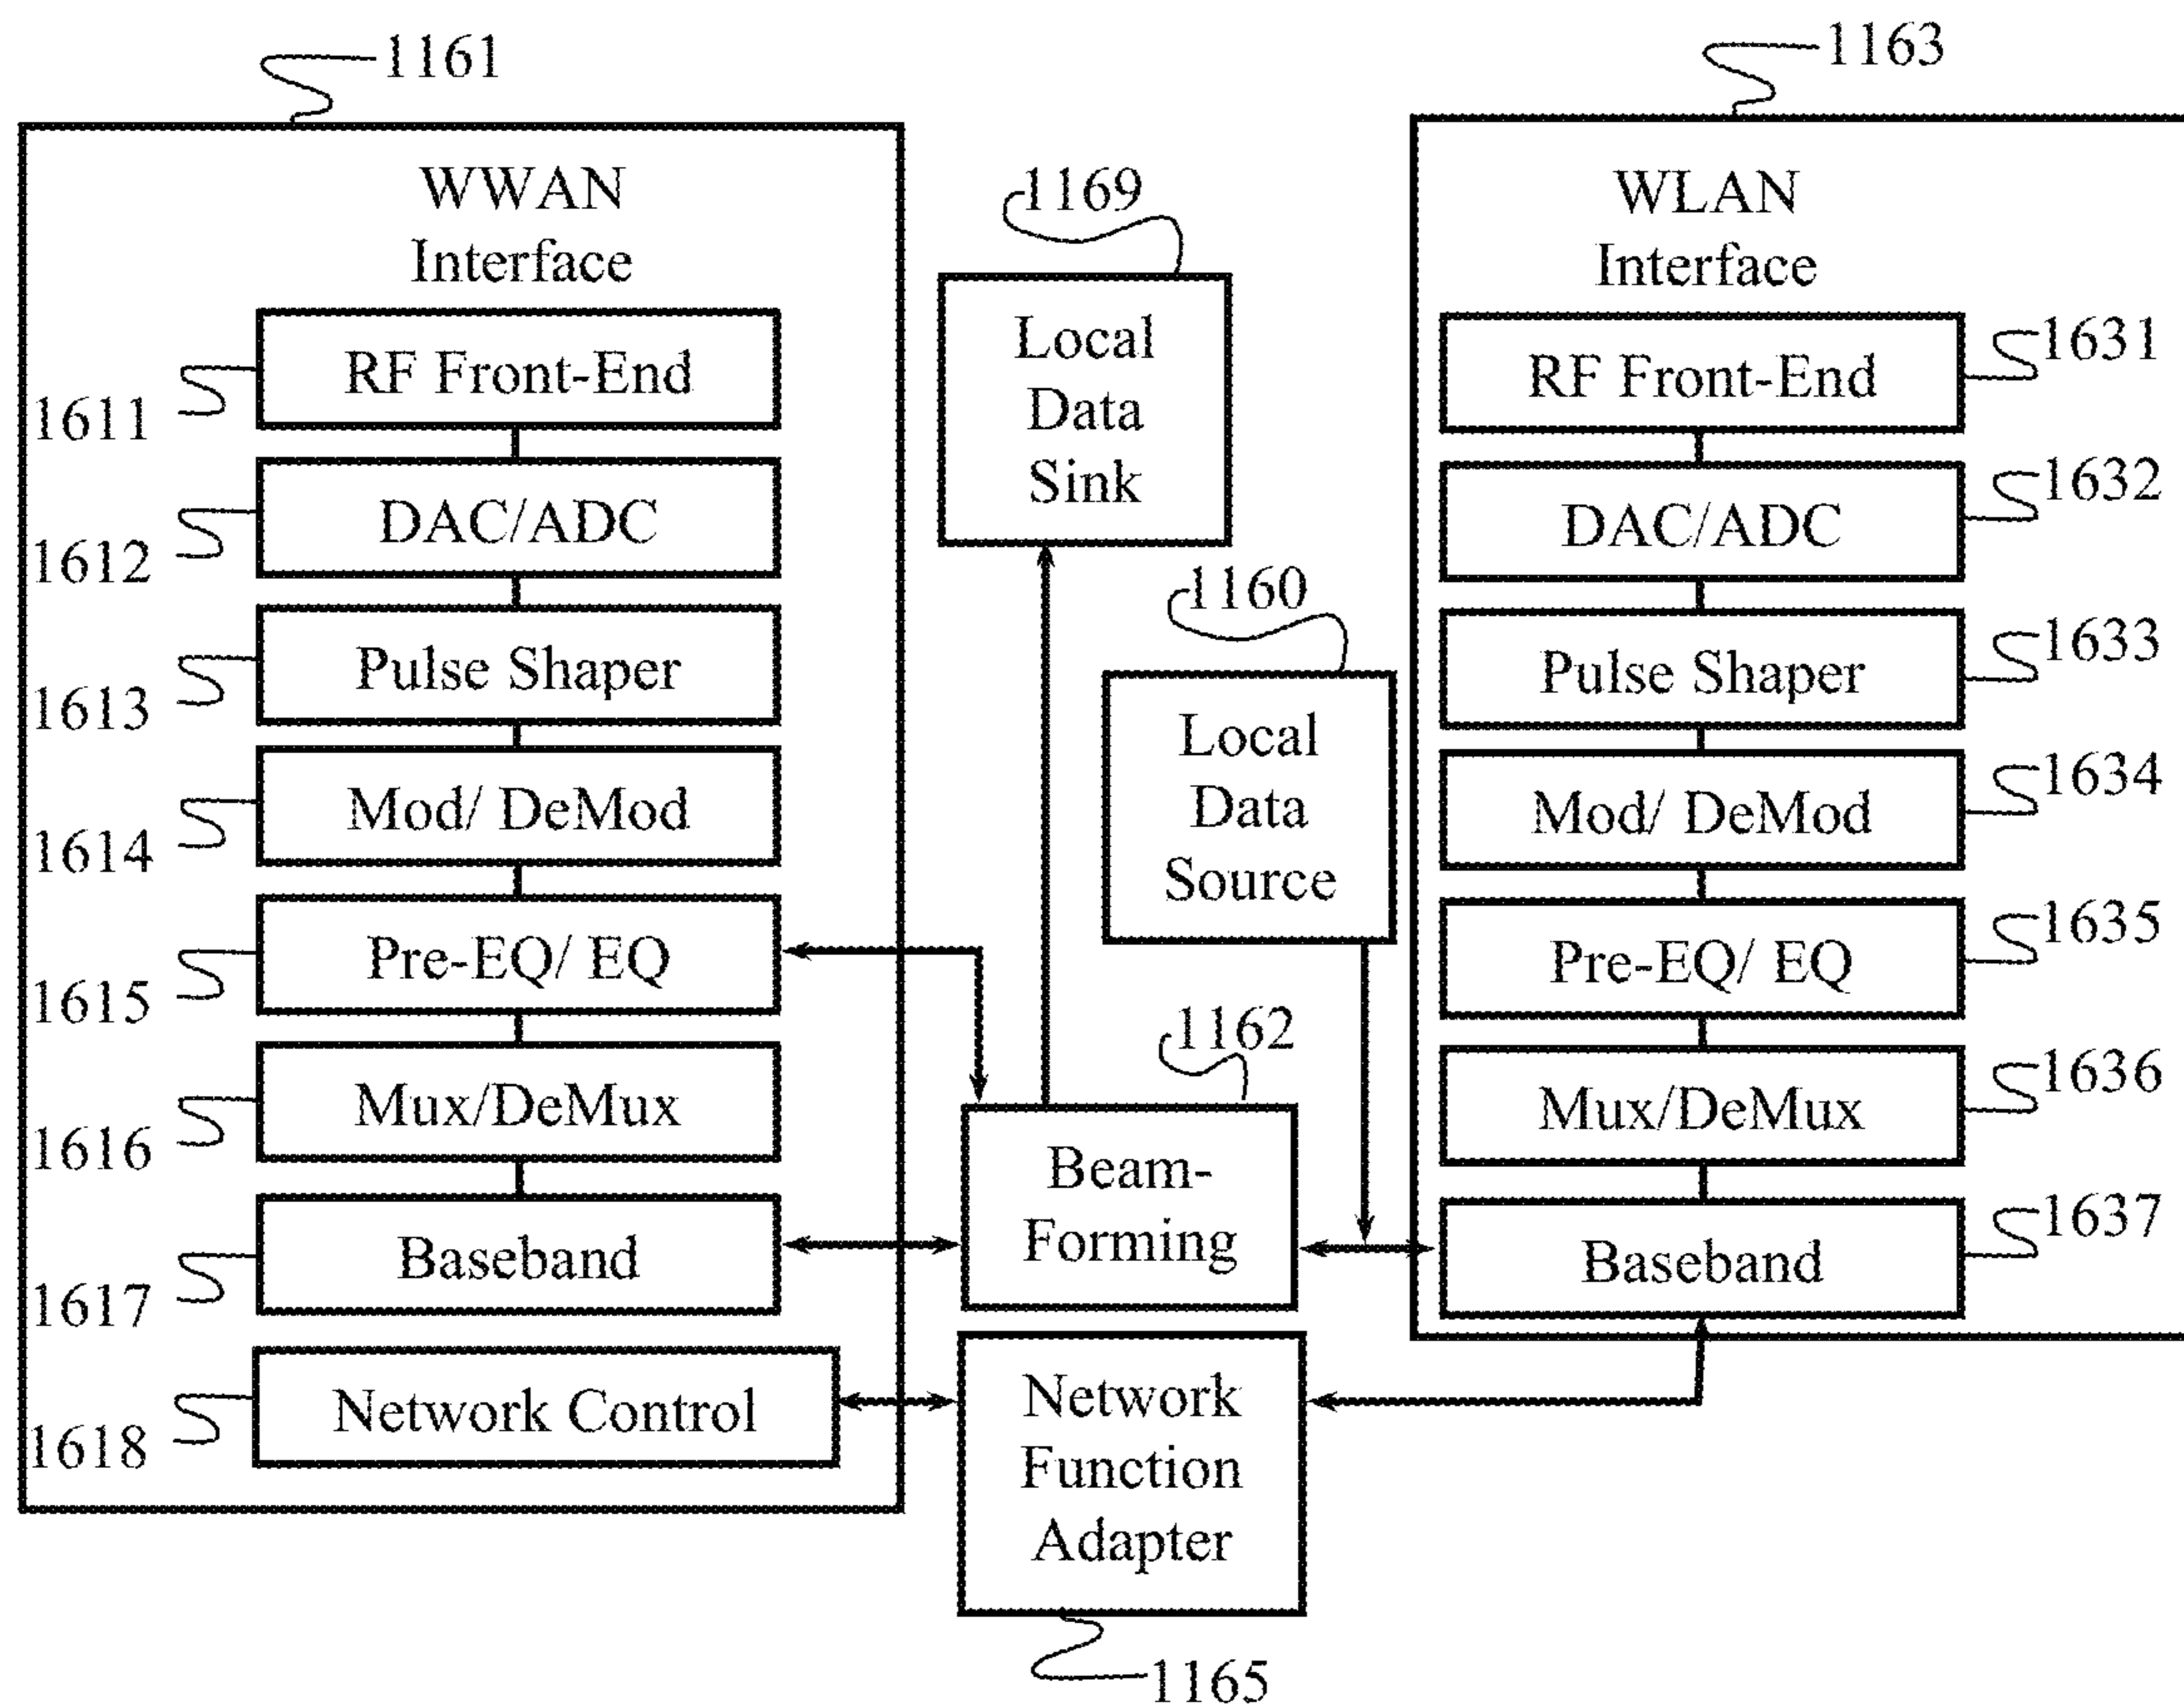 1161
WWAN
Interface
RF Front-End
1611
DAC/ADC
1612
Pulse Shaper
1613
Mod/ DeMod
1614
Pre-EQ/ EQ
1615
Mux/DeMux
1616
Baseband
1617
Network Control
1618
1169
Local
Data
Sink
1160
Local
Data
Source
1162
Beam-
Forming
Network
Function
Adapter
1165
1163
WLAN
Interface
RF Front-End
1631
DAC/ADC
1632
Pulse Shaper
1633
Mod/ DeMod
1634
Pre-EQ/ EQ
1635
Mux/DeMux
1636
Baseband
1637